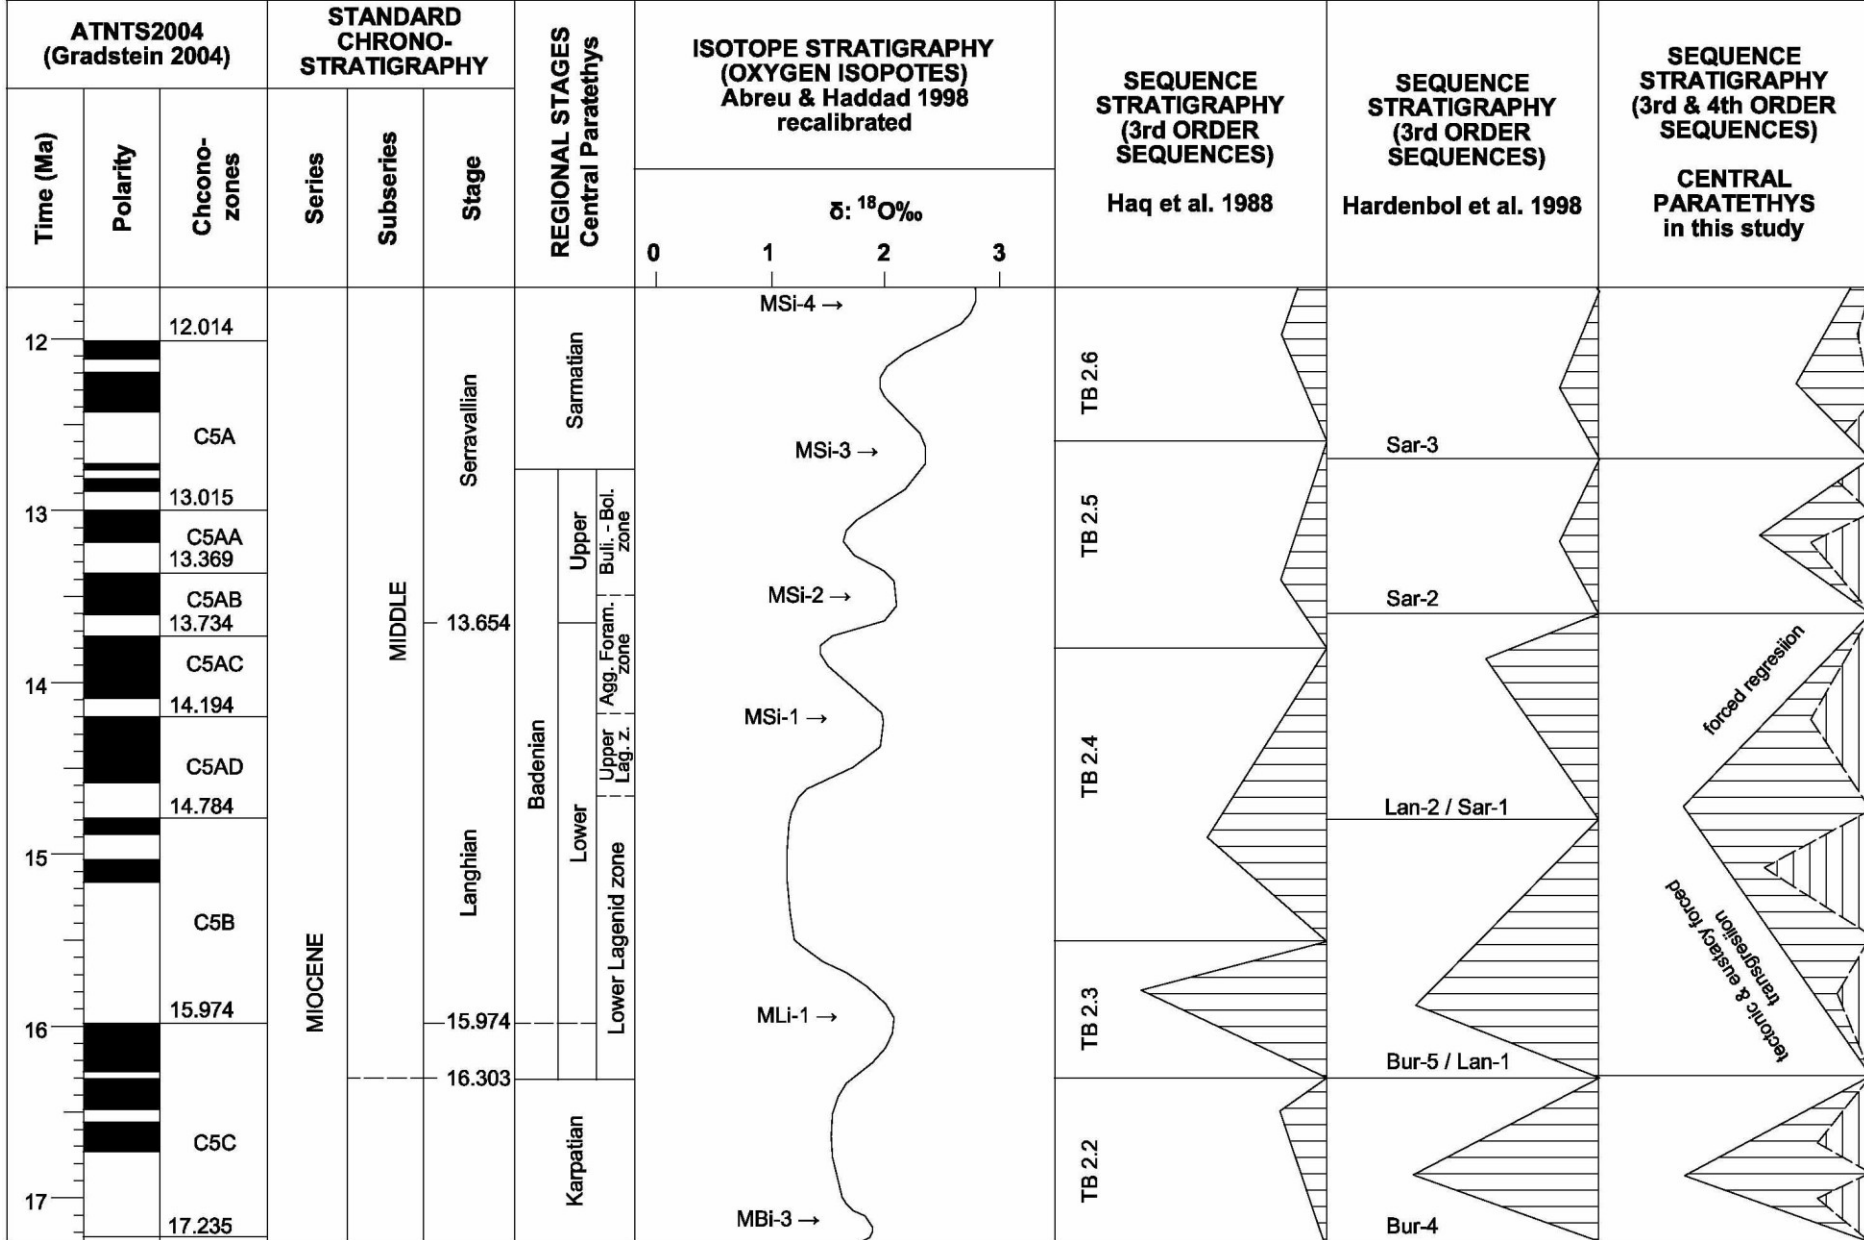 ATNTS2004
(Gradstein 2004)
STANDARD
CHRONO-
STRATIGRAPHY
REGIONAL STAGES
Central Paratethys
ISOTOPE STRATIGRAPHY
(OXYGEN ISOPOTES)
Abreu & Haddad 1998
recalibrated
SEQUENCE
STRATIGRAPHY
(3rd ORDER
SEQUENCES)
Haq et al. 1988
SEQUENCE
STRATIGRAPHY
(3rd ORDER
SEQUENCES)
Hardenbol et al. 1998
SEQUENCE
STRATIGRAPHY
(3rd & 4th ORDER
SEQUENCES)
CENTRAL
PARATETHYS
in this study
Time (Ma)
Polarity
Chcono-
zones
Series
Subseries
Stage
δ: ¹⁸O‰
0
1
2
3
12
13
14
15
16
17
12.014
C5A
13.015
C5AA
13.369
C5AB
13.734
C5AC
14.194
C5AD
14.784
C5B
15.974
C5C
17.235
MIOCENE
MIDDLE
Serravallian
13.654
Langhian
15.974
16.303
Sarmatian
Badenian
Karpatian
Upper
Lower
Buli. - Bol.
zone
Agg. Foram.
zone
Upper
Lag. z.
Lower Lagenid zone
MSi-4 →
MSi-3 →
MSi-2 →
MSi-1 →
MLi-1 →
MBi-3 →
TB 2.6
TB 2.5
TB 2.4
TB 2.3
TB 2.2
Sar-3
Sar-2
Lan-2 / Sar-1
Bur-5 / Lan-1
Bur-4
forced regresiion
tectonic & eustacy forced
transgresiion